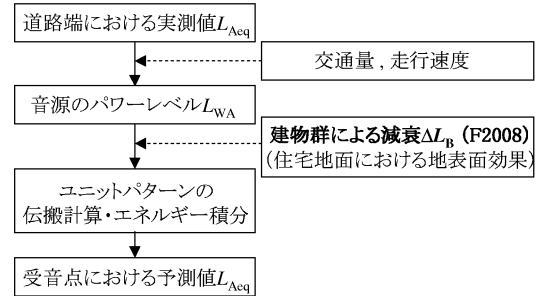 道路端における実測値L_Aeq
交通量 , 走行速度
音源のパワーレベルL_WA
建物群による減衰ΔL_B (F2008)
(住宅地面における地表面効果)
ユニットパターンの
伝搬計算・エネルギー積分
受音点における予測値L_Aeq